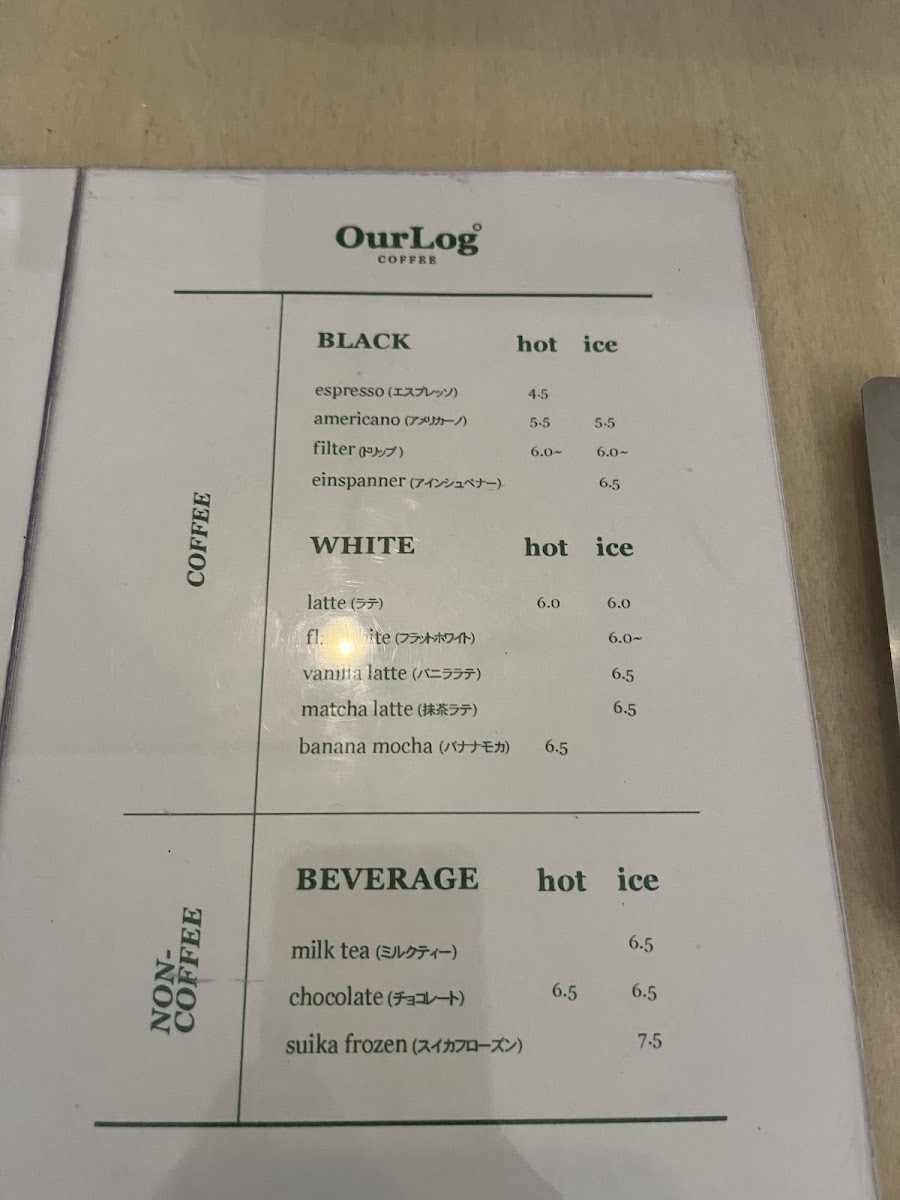 OurLog°
COFFEE
COFFEE
BLACK hot ice
espresso (エスプレッソ) 4.5
americano (アメリカーノ) 5.5 5.5
filter (ドリップ) 6.0~ 6.0~
einspanner (アインシュペナー) 6.5
WHITE hot ice
latte (ラテ) 6.0 6.0
(フラットホワイト) 6.0~
vanilla latte (バニララテ) 6.5
matcha latte (抹茶ラテ) 6.5
banana mocha (バナナモカ) 6.5
NON-
COFFEE
BEVERAGE hot ice
milk tea (ミルクティー) 6.5
chocolate (チョコレート) 6.5 6.5
suika frozen (スイカフローズン) 7.5